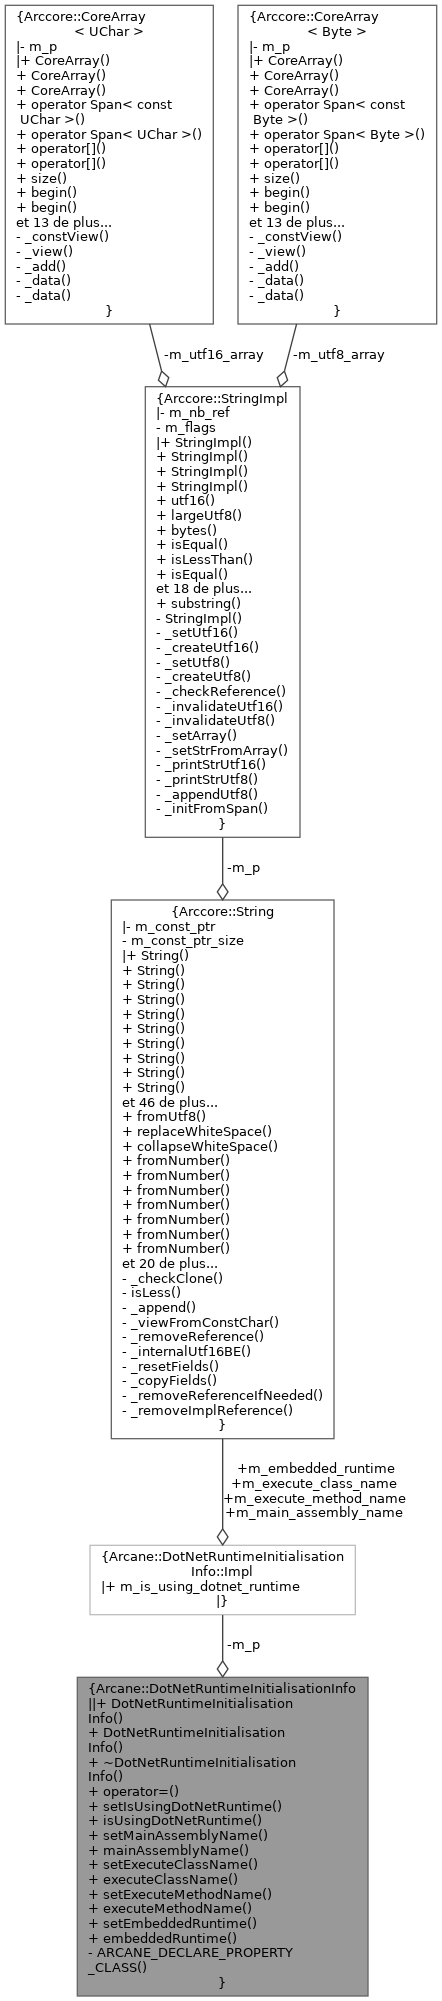 {Arccore::CoreArray
< UChar >
|- m_p
|+ CoreArray()
+ CoreArray()
+ CoreArray()
+ operator Span< const
UChar >()
+ operator Span< UChar >()
+ operator[]()
+ operator[]()
+ size()
+ begin()
+ begin()
et 13 de plus...
- _constView()
- _view()
- _add()
- _data()
- _data()
}
{Arccore::CoreArray
< Byte >
|- m_p
|+ CoreArray()
+ CoreArray()
+ CoreArray()
+ operator Span< const
Byte >()
+ operator Span< Byte >()
+ operator[]()
+ operator[]()
+ size()
+ begin()
+ begin()
et 13 de plus...
- _constView()
- _view()
- _add()
- _data()
- _data()
}
-m_utf16_array
-m_utf8_array
{Arccore::StringImpl
|- m_nb_ref
- m_flags
|+ StringImpl()
+ StringImpl()
+ StringImpl()
+ StringImpl()
+ utf16()
+ largeUtf8()
+ bytes()
+ isEqual()
+ isLessThan()
+ isEqual()
et 18 de plus...
+ substring()
- StringImpl()
- _setUtf16()
- _createUtf16()
- _setUtf8()
- _createUtf8()
- _checkReference()
- _invalidateUtf16()
- _invalidateUtf8()
- _setArray()
- _setStrFromArray()
- _printStrUtf16()
- _printStrUtf8()
- _appendUtf8()
- _initFromSpan()
}
-m_p
{Arccore::String
|- m_const_ptr
- m_const_ptr_size
|+ String()
+ String()
+ String()
+ String()
+ String()
+ String()
+ String()
+ String()
+ String()
+ String()
et 46 de plus...
+ fromUtf8()
+ replaceWhiteSpace()
+ collapseWhiteSpace()
+ fromNumber()
+ fromNumber()
+ fromNumber()
+ fromNumber()
+ fromNumber()
+ fromNumber()
+ fromNumber()
et 20 de plus...
- _checkClone()
- isLess()
- _append()
- _viewFromConstChar()
- _removeReference()
- _internalUtf16BE()
- _resetFields()
- _copyFields()
- _removeReferenceIfNeeded()
- _removeImplReference()
}
+m_embedded_runtime
+m_execute_class_name
+m_execute_method_name
+m_main_assembly_name
{Arcane::DotNetRuntimeInitialisation
Info::Impl
|+ m_is_using_dotnet_runtime
|}
-m_p
{Arcane::DotNetRuntimeInitialisationInfo
||+ DotNetRuntimeInitialisation
Info()
+ DotNetRuntimeInitialisation
Info()
+ ~DotNetRuntimeInitialisation
Info()
+ operator=()
+ setIsUsingDotNetRuntime()
+ isUsingDotNetRuntime()
+ setMainAssemblyName()
+ mainAssemblyName()
+ setExecuteClassName()
+ executeClassName()
+ setExecuteMethodName()
+ executeMethodName()
+ setEmbeddedRuntime()
+ embeddedRuntime()
- ARCANE_DECLARE_PROPERTY
_CLASS()
}